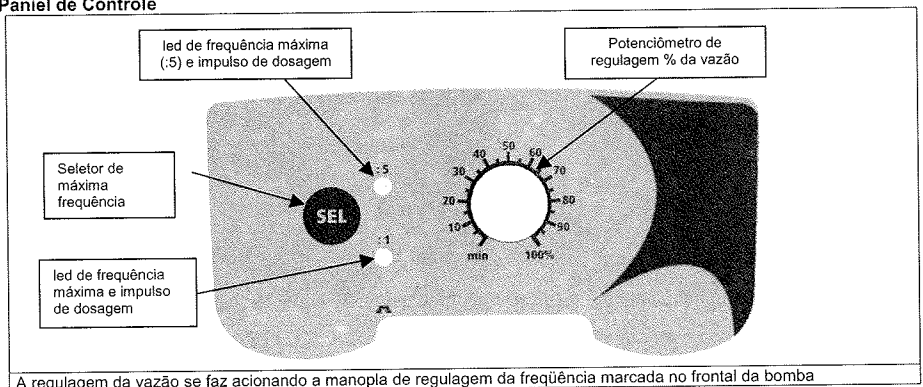 Paniel de Controle
led de frequência máxima
(:5) e impulso de dosagem
Potenciômetro de
regulagem % da vazão
Seletor de
máxima
frequência
led de frequência
máxima e impulso
de dosagem
SEL
:5
:1
min
10
20
30
40
50
60
70
80
90
100%
A regulagem da vazão se faz acionando a manopla de regulagem da freqüência marcada no frontal da bomba